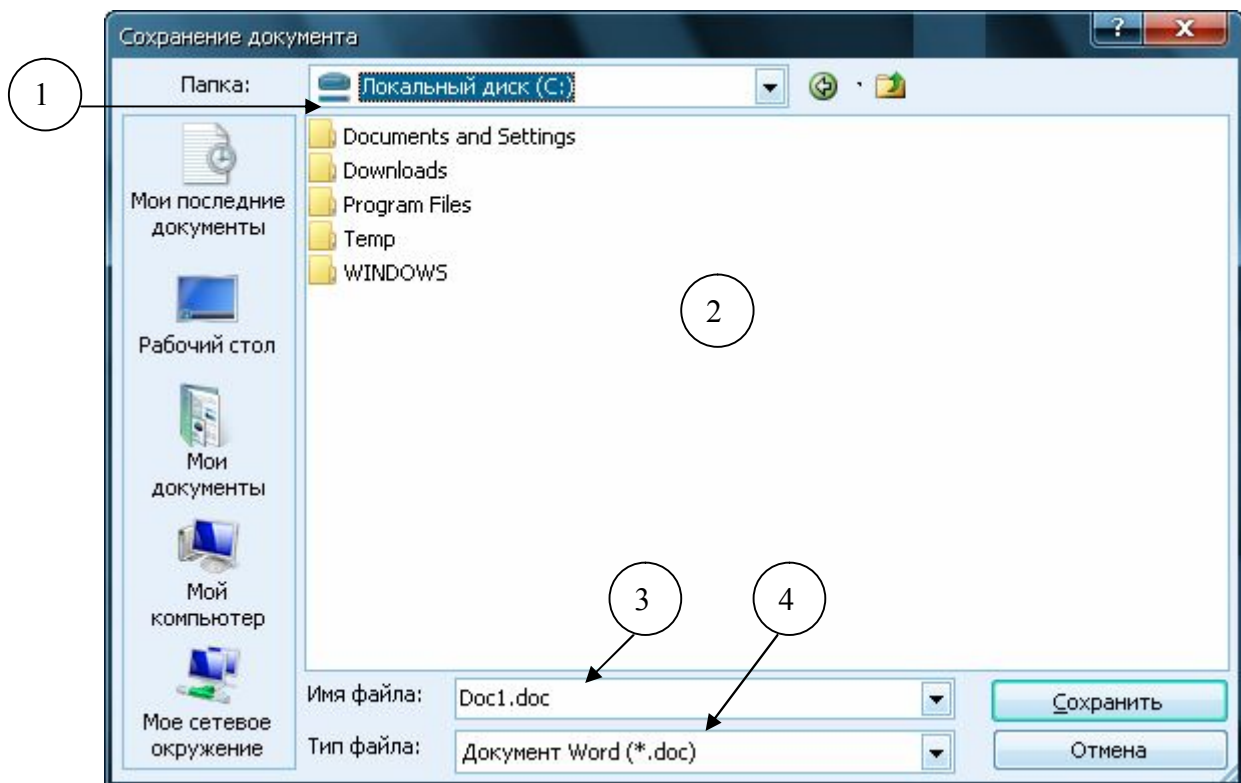 Сохранение документа
? X
1
Папка:
Локальный диск (C:)
Мои последние
документы
Рабочий стол
Мои
документы
Мой
компьютер
Мое сетевое
окружение
Documents and Settings
Downloads
Program Files
Temp
WINDOWS
2
3
4
Имя файла:
Doc1.doc
Сохранить
Тип файла:
Документ Word (*.doc)
Отмена